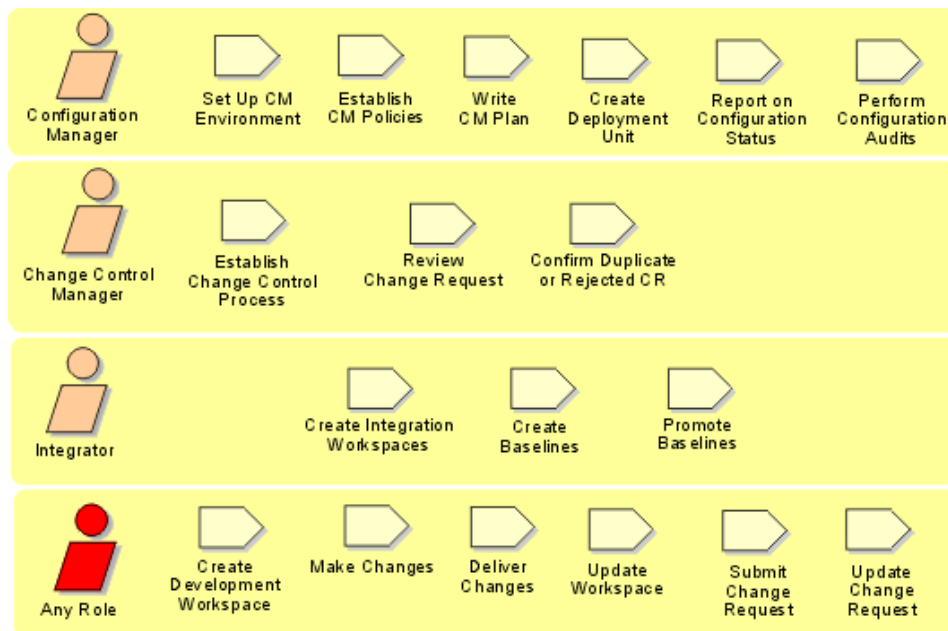 Configuration
Manager
Set Up CM
Environment
Establish
CM Policies
Write
CM Plan
Create
Deployment
Unit
Report on
Configuration
Status
Perform
Configuration
Audits
Change Control
Manager
Establish
Change Control
Process
Review
Change Request
Confirm Duplicate
or Rejected CR
Integrator
Create Integration
Workspaces
Create
Baselines
Promote
Baselines
Any Role
Create
Development
Workspace
Make Changes
Deliver
Changes
Update
Workspace
Submit
Change
Request
Update
Change
Request